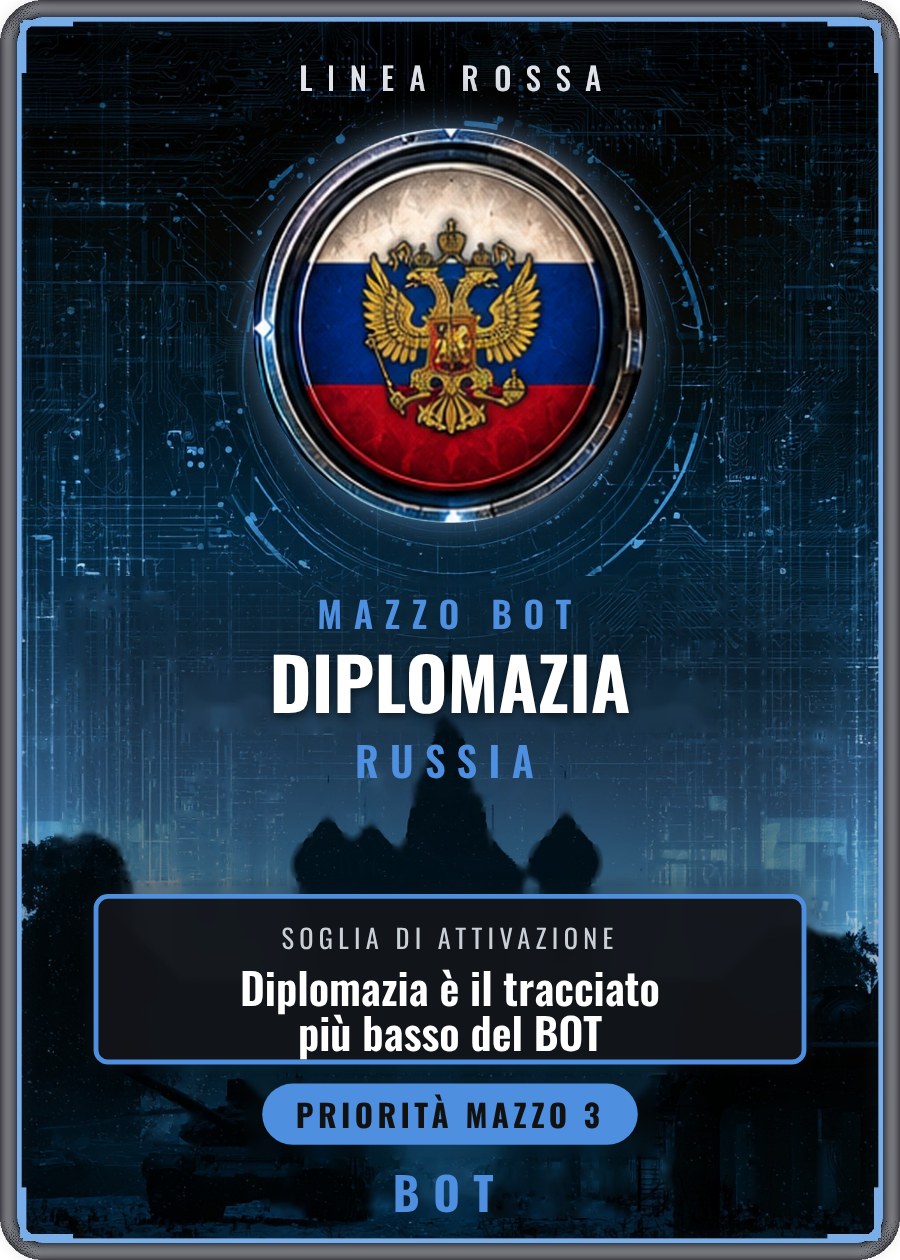 LINEA ROSSA
MAZZO BOT
DIPLOMAZIA
RUSSIA
SOGLIA DI ATTIVAZIONE
Diplomazia è il tracciato
più basso del BOT
PRIORITÀ MAZZO 3
BOT